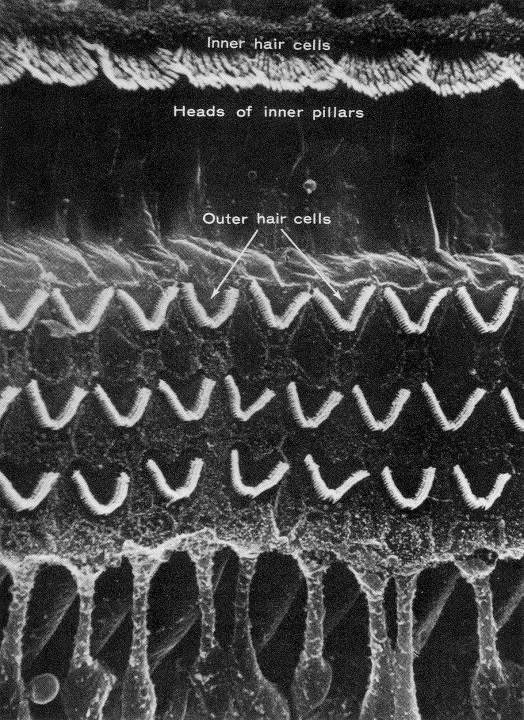 Inner hair cells
Heads of inner pillars
Outer hair cells